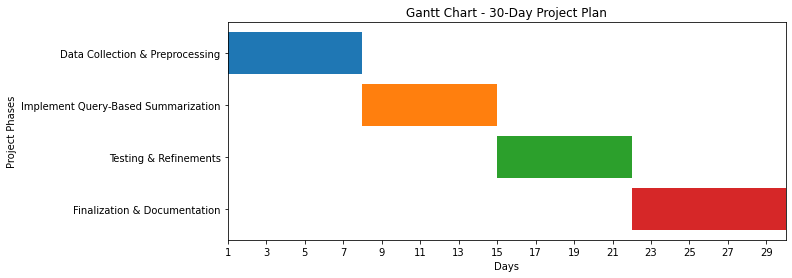 Gantt Chart - 30-Day Project Plan
Project Phases
Data Collection & Preprocessing
Implement Query-Based Summarization
Testing & Refinements
Finalization & Documentation
1 3 5 7 9 11 13 15 17 19 21 23 25 27 29
Days